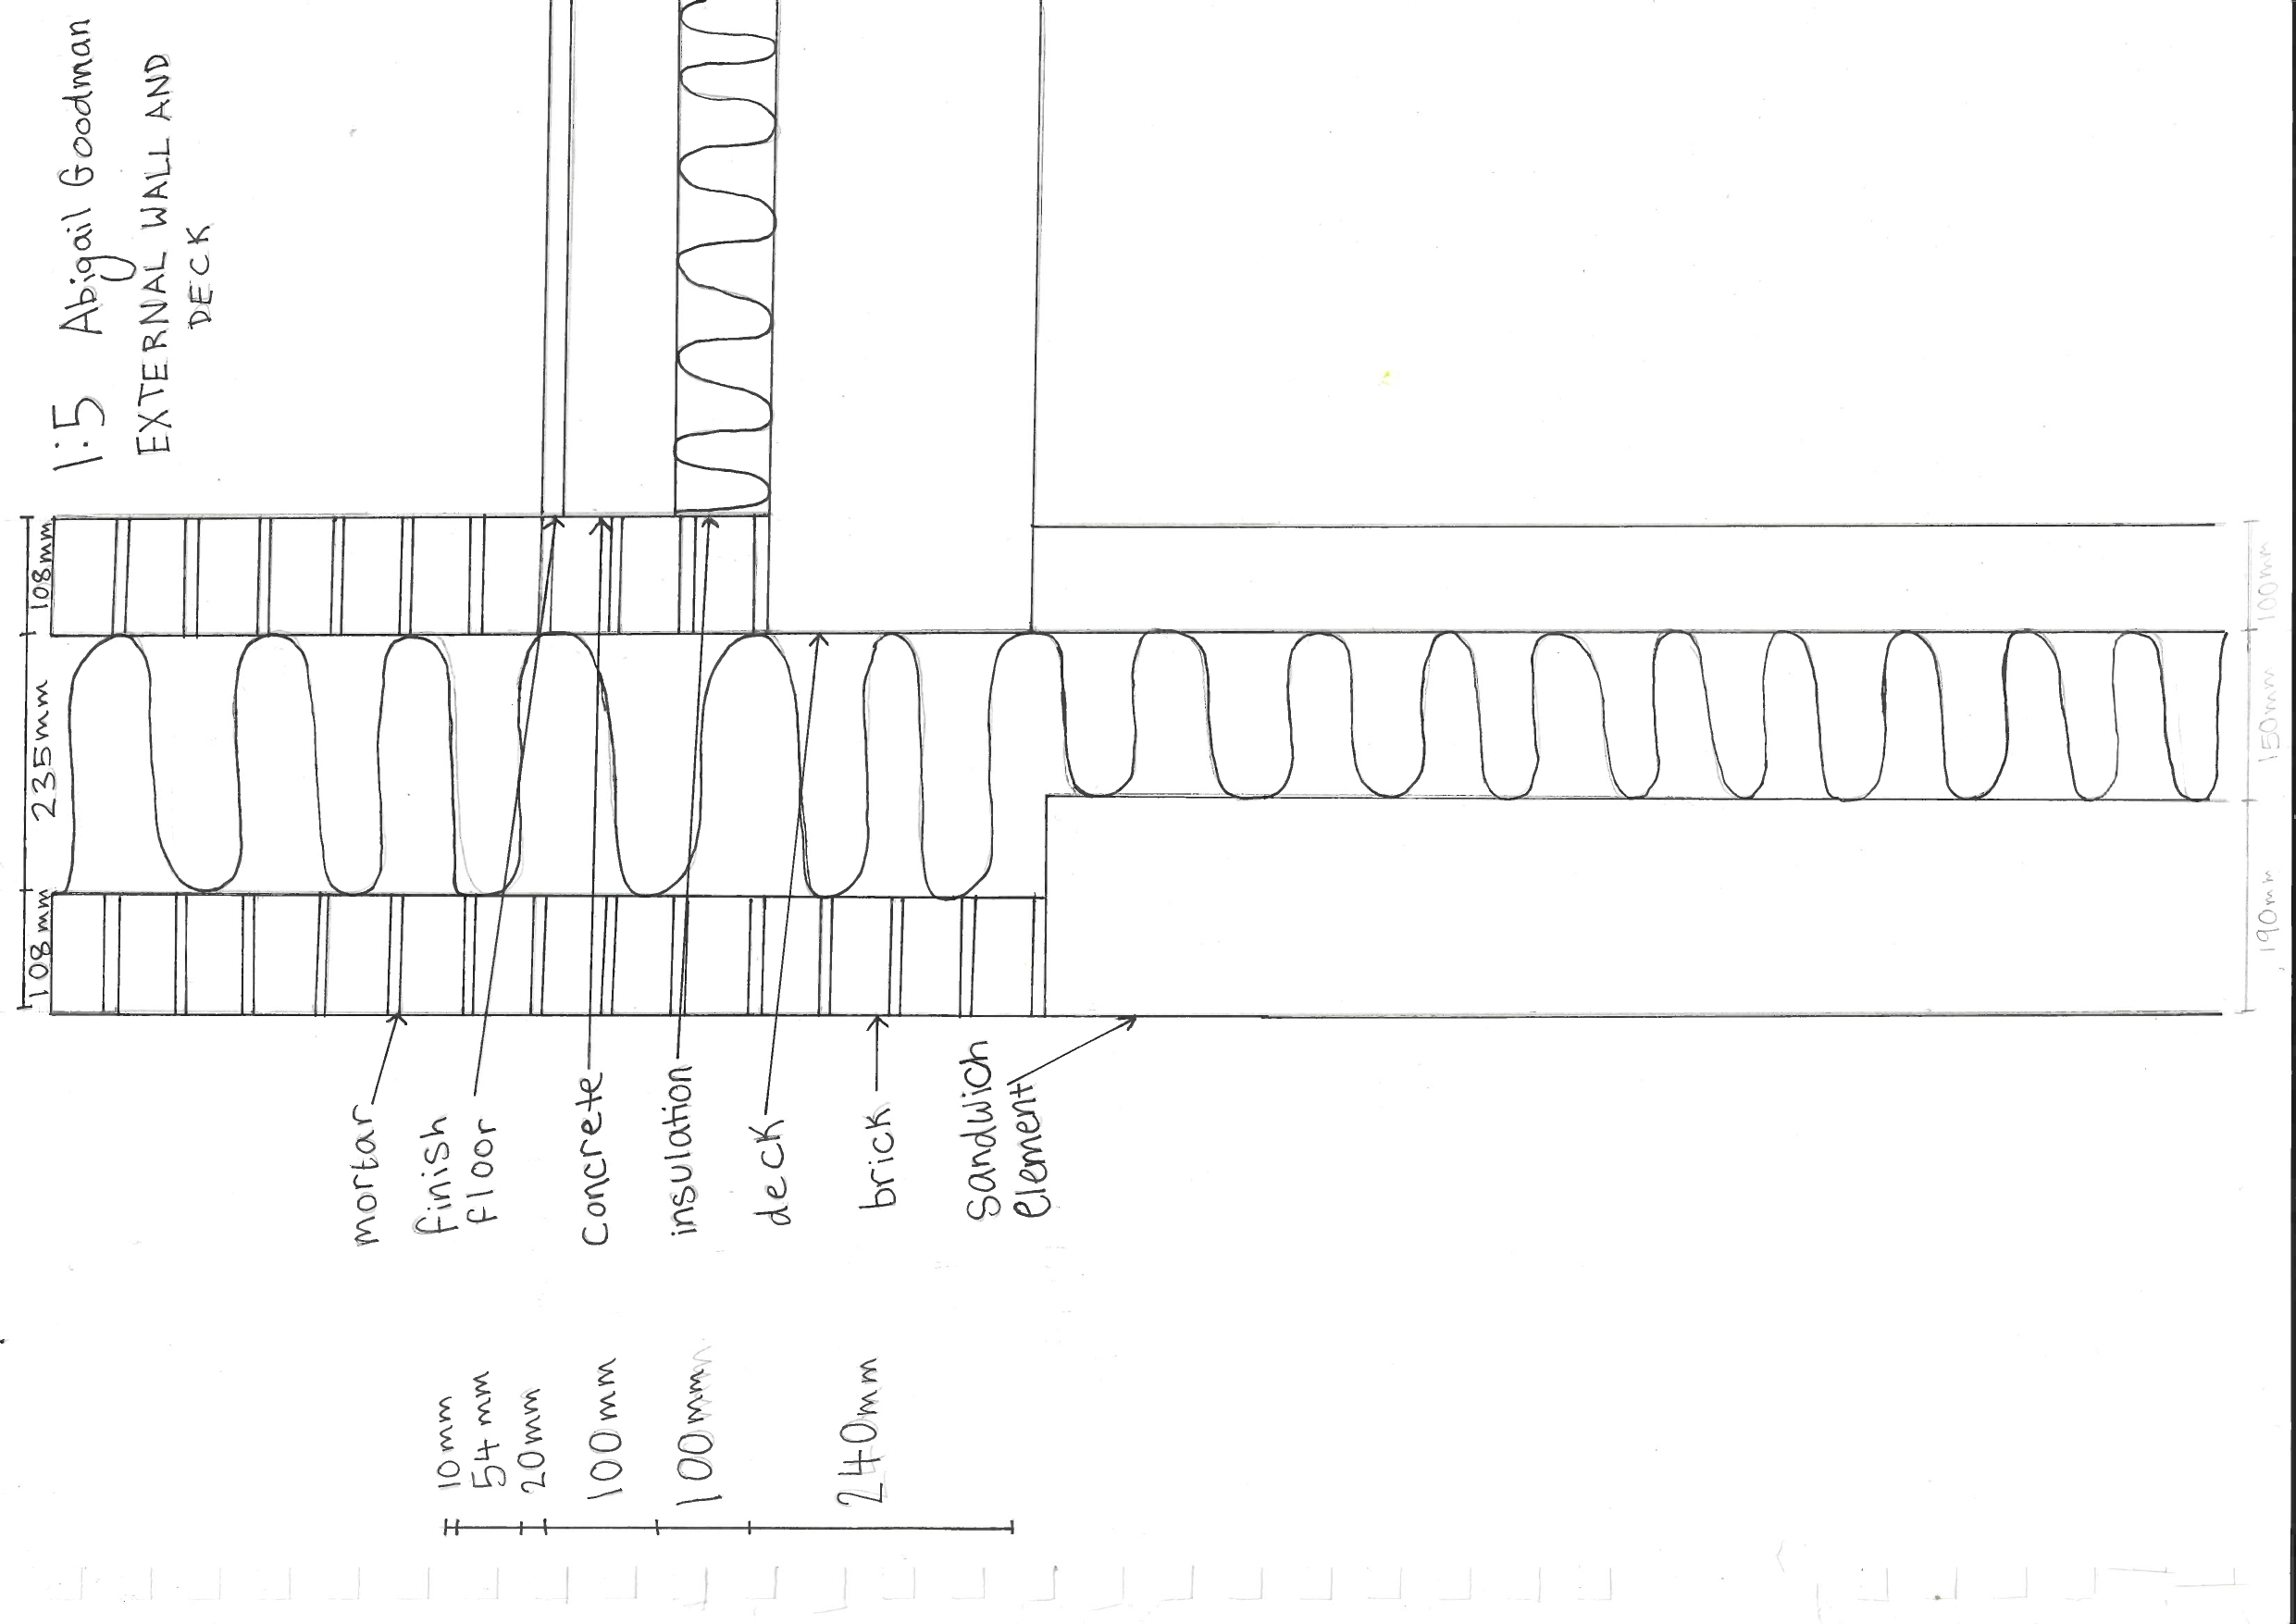 1:5 Abigail Goodman
EXTERNAL WALL AND
DECK
108mm
235mm
108mm
mortar
finish
floor
concrete
insulation
deck
brick
Sandwich
element
10mm
54mm
20mm
100mm
100mm
240mm
190mm
150mm
100mm